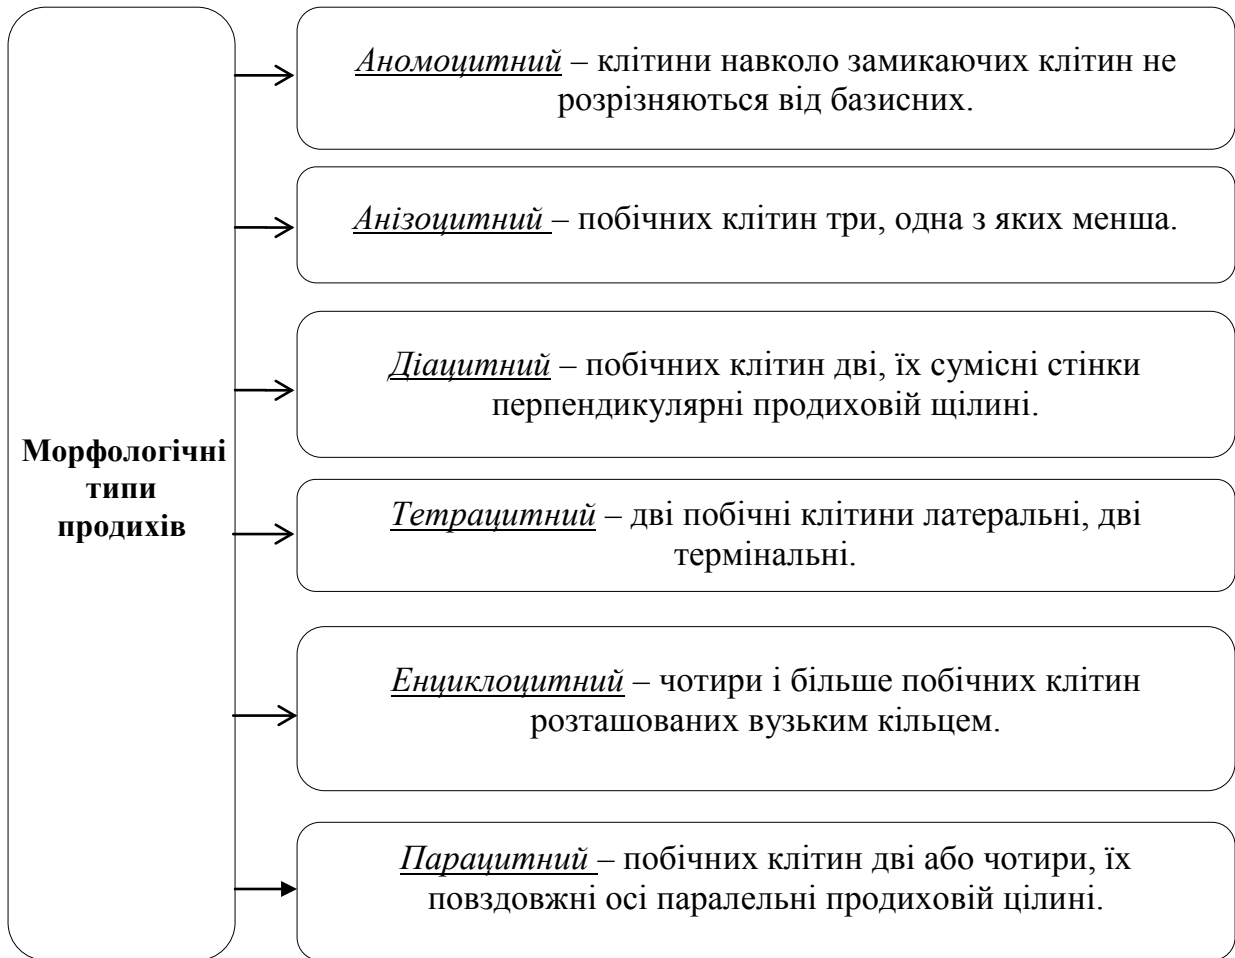 Аномоцитний – клітини навколо замикаючих клітин не
розрізняються від базисних.
Анізоцитний – побічних клітин три, одна з яких менша.
Діацитний – побічних клітин дві, їх сумісні стінки
перпендикулярні продиховій щілині.
Морфологічні
типи
продихів
Тетрацитний – дві побічні клітини латеральні, дві
термінальні.
Енциклоцитний – чотири і більше побічних клітин
розташованих вузьким кільцем.
Парацитний – побічних клітин дві або чотири, їх
повздовжні осі паралельні продиховій цілині.